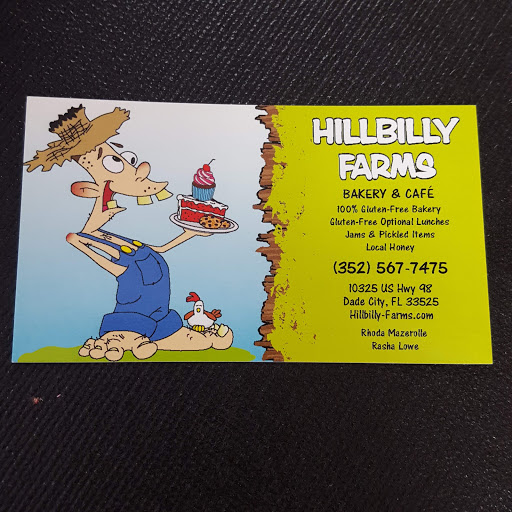 HILLBILLY
FARMS
BAKERY & CAFÉ
100% Gluten-Free Bakery
Gluten-Free Optional Lunches
Jams & Pickled Items
Local Honey
(352) 567-7475
10325 US Hwy 98
Dade City, FL 33525
Hillbilly-Farms.com
Rhoda Mazerolle
Rasha Lowe